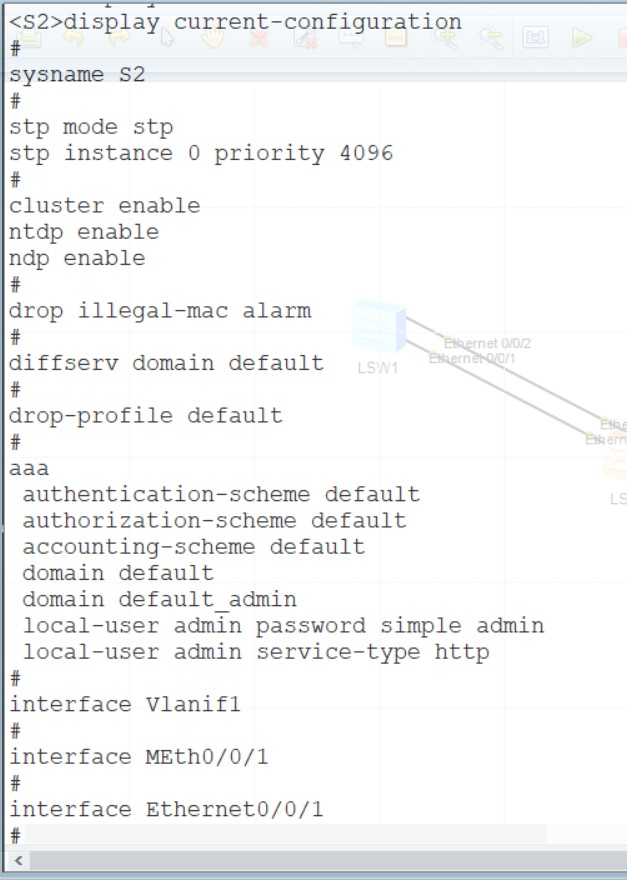 <S2>display current-configuration
#
sysname S2
#
stp mode stp
stp instance 0 priority 4096
#
cluster enable
ntdp enable
ndp enable
#
drop illegal-mac alarm
#
diffserv domain default
#
drop-profile default
#
aaa
 authentication-scheme default
 authorization-scheme default
 accounting-scheme default
 domain default
 domain default_admin
 local-user admin password simple admin
 local-user admin service-type http
#
interface Vlanif1
#
interface MEth0/0/1
#
interface Ethernet0/0/1
#
Ethernet 0/0/2
Ethernet 0/0/1
LSW1
Ethe
Ethern
LS